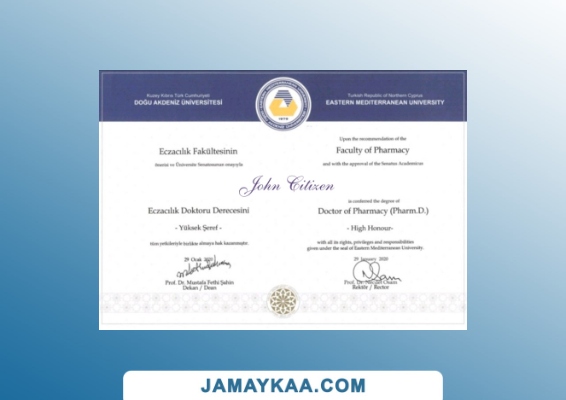 Kuzey Kıbrıs Türk Cumhuriyeti
DOĞU AKDENİZ ÜNİVERSİTESİ
Turkish Republic of Northern Cyprus
EASTERN MEDITERRANEAN UNIVERSITY
1979
Eczacılık Fakültesinin
önerisi ve Üniversite Senatosunun onayıyla
Upon the recommendation of the
Faculty of Pharmacy
and with the approval of the Senatus Academicus
John Citizen
Eczacılık Doktoru Derecesini
- Yüksek Şeref -
tüm yetkileriyle birlikte almaya hak kazanmıştır.
29 Ocak 2020
Prof. Dr. Mustafa Fethi Şahin
Dekan / Dean
is conferred the degree of
Doctor of Pharmacy (Pharm.D.)
- High Honour-
with all its rights, privileges and responsibilities
given under the seal of Eastern Mediterranean University.
29 January 2020
Prof. Dr. Necdet Osam
Rektör / Rector
JAMAYKAA.COM